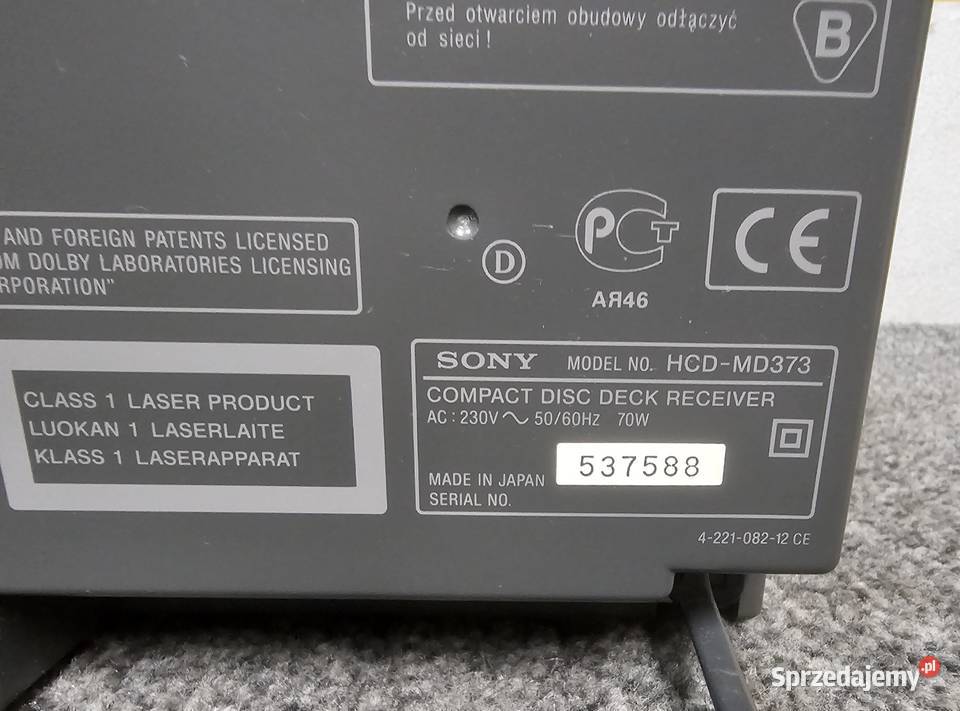 Przed otwarciem obudowy odłączyć
od sieci!
B
AND FOREIGN PATENTS LICENSED
OM DOLBY LABORATORIES LICENSING
RPORATION”
D
РСТ
АЯ46
CE
CLASS 1 LASER PRODUCT
LUOKAN 1 LASERLAITE
KLASS 1 LASERAPPARAT
SONY MODEL NO. HCD-MD373
COMPACT DISC DECK RECEIVER
AC : 230V ~ 50/60Hz 70W
537588
MADE IN JAPAN
SERIAL NO.
4-221-082-12 CE
Sprzedajemy.pl